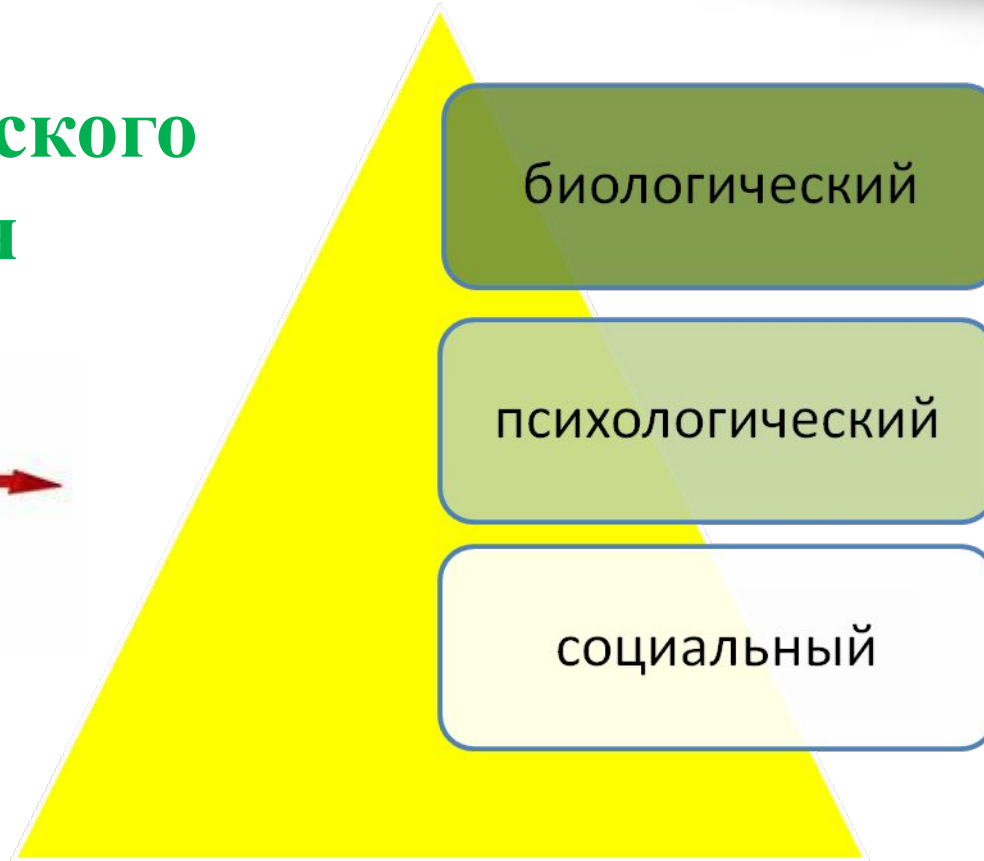 ского
я
биологический
психологический
социальный